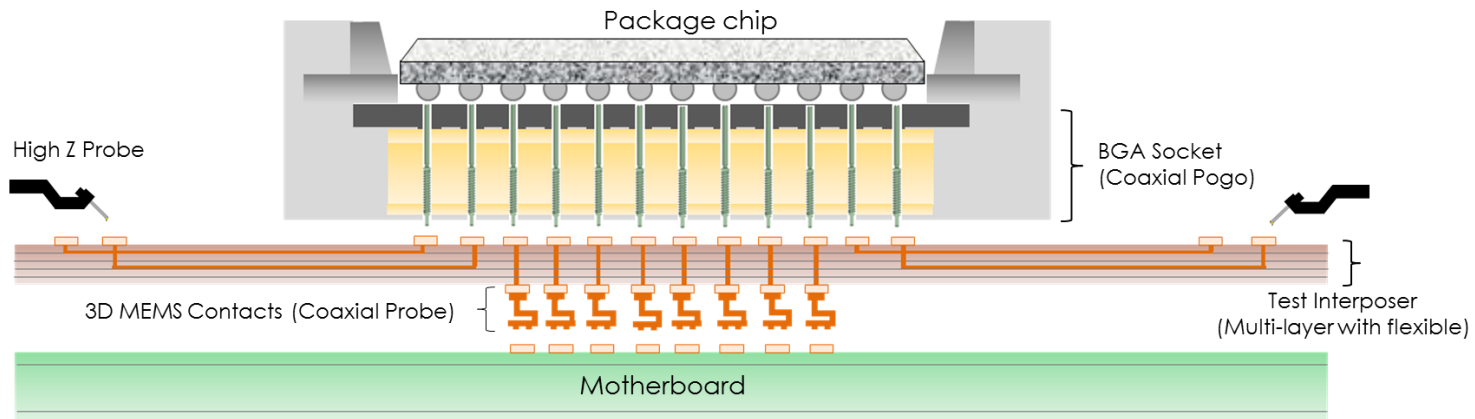 Package chip
High Z Probe
BGA Socket
(Coaxial Pogo)
3D MEMS Contacts (Coaxial Probe)
Test Interposer
(Multi-layer with flexible)
Motherboard